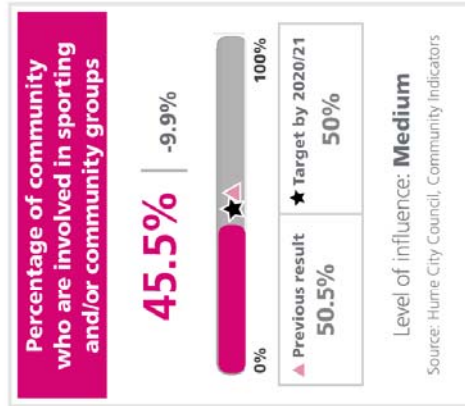 Percentage of community
who are involved in sporting
and/or community groups
45.5%
-9.9%
0%
100%
Previous result
50.5%
Target by 2020/21
50%
Level of influence: Medium
Source: Hume City Council, Community Indicators